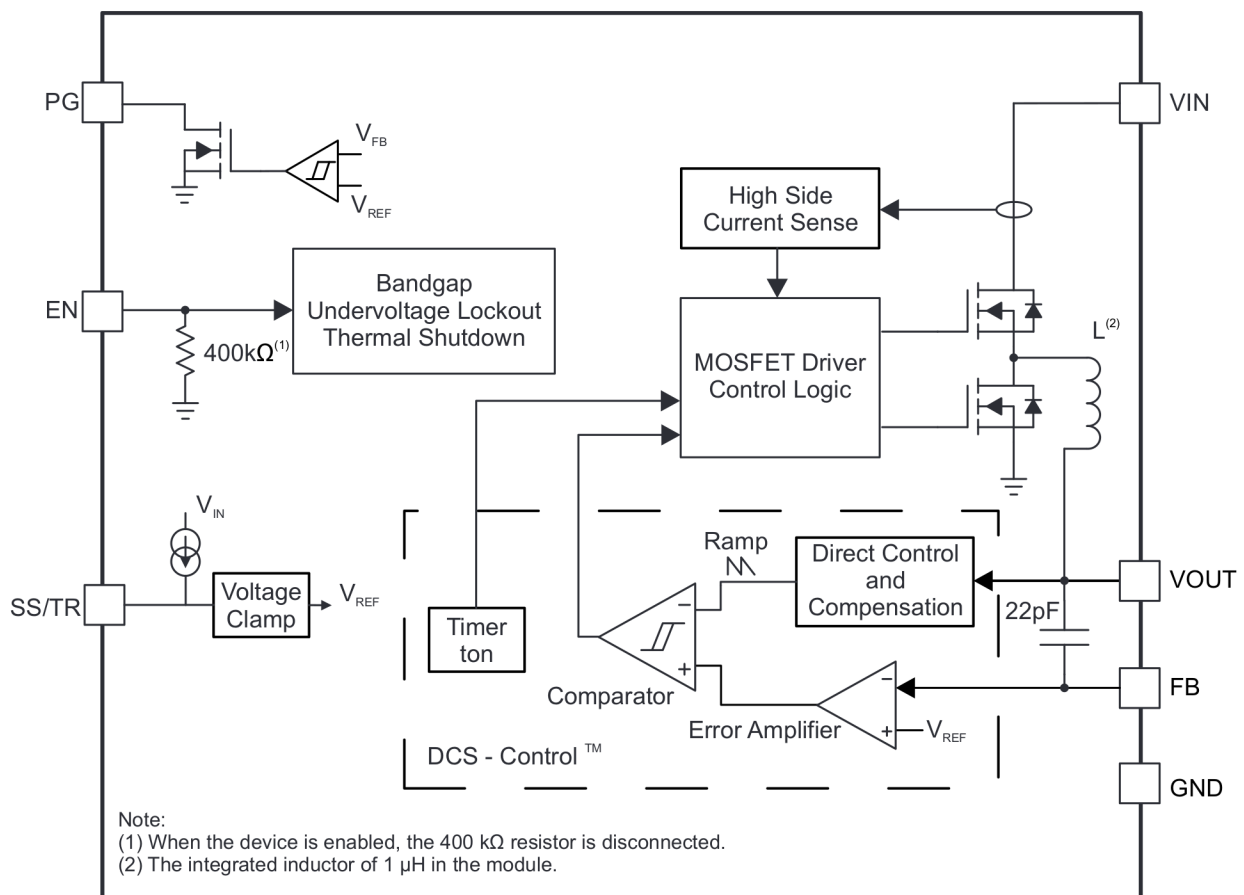 PG
VIN
V_FB
V_REF
High Side
Current Sense
EN
Bandgap
Undervoltage Lockout
Thermal Shutdown
400kΩ(1)
MOSFET Driver
Control Logic
L(2)
V_IN
SS/TR
Voltage
Clamp
V_REF
Ramp
Direct Control
and
Compensation
VOUT
22pF
Timer
ton
−
+
Comparator
FB
−
+
Error Amplifier
V_REF
DCS - Control ™
GND
Note:
(1) When the device is enabled, the 400 kΩ resistor is disconnected.
(2) The integrated inductor of 1 µH in the module.